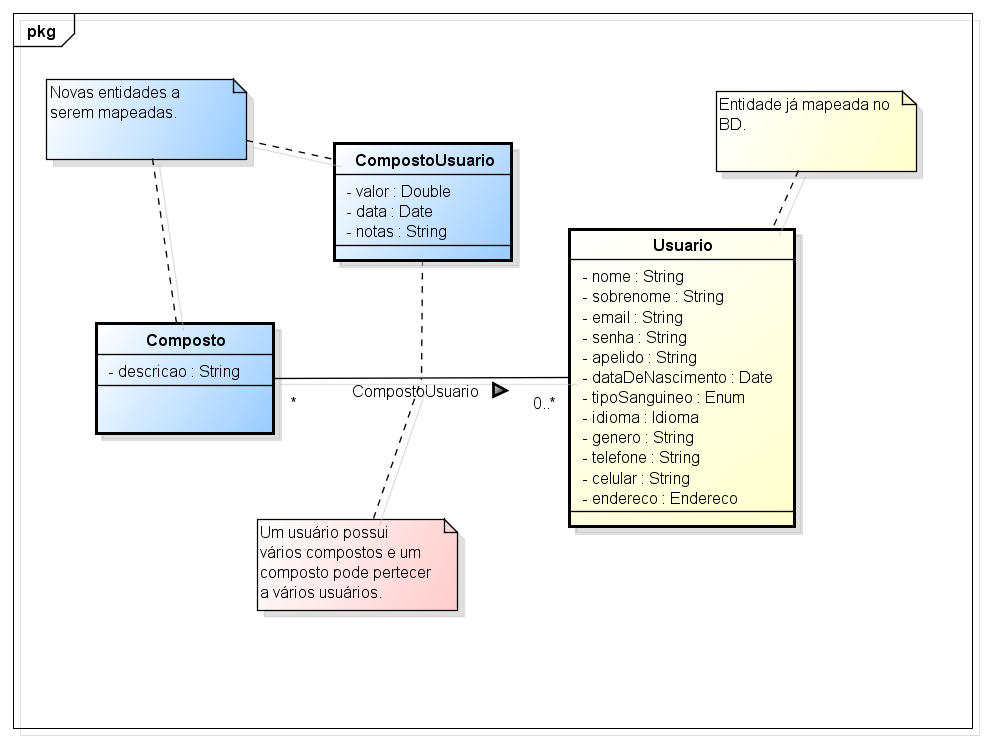 pkg
Novas entidades a
serem mapeadas.
Entidade já mapeada no
BD.
CompostoUsuario
- valor : Double
- data : Date
- notas : String
Usuario
- nome : String
- sobrenome : String
- email : String
- senha : String
- apelido : String
- dataDeNascimento : Date
- tipoSanguineo : Enum
- idioma : Idioma
- genero : String
- telefone : String
- celular : String
- endereco : Endereco
Composto
- descricao : String
*
CompostoUsuario
0..*
Um usuário possui
vários compostos e um
composto pode pertecer
a vários usuários.